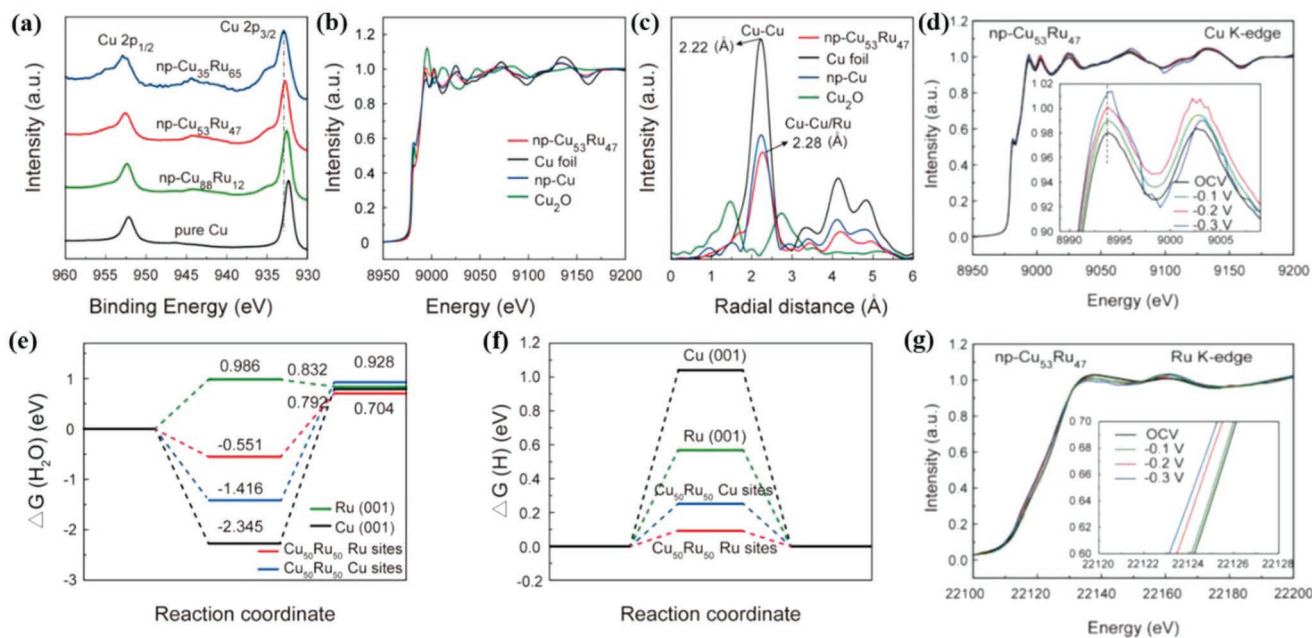 (a)
Cu 2p1/2
Cu 2p3/2
np-Cu35Ru65
np-Cu53Ru47
np-Cu88Ru12
pure Cu
Intensity (a.u.)
960 955 950 945 940 935 930
Binding Energy (eV)
(b)
1.2
1.0
0.8
0.6
0.4
0.2
0.0
Intensity (a.u.)
np-Cu53Ru47
Cu foil
np-Cu
Cu2O
8950 9000 9050 9100 9150 9200
Energy (eV)
(c)
Cu-Cu
2.22 (Å)
np-Cu53Ru47
Cu foil
np-Cu
Cu2O
Cu-Cu/Ru
2.28 (Å)
Intensity (a.u.)
0 1 2 3 4 5 6
Radial distance (Å)
(d)
np-Cu53Ru47
Cu K-edge
1.2
1.0
0.8
0.6
0.4
0.2
0.0
Intensity (a.u.)
1.02
1.00
0.98
0.96
0.94
0.92
0.90
OCV
-0.1 V
-0.2 V
-0.3 V
8990 8995 9000 9005
8950 9000 9050 9100 9150 9200
Energy (eV)
(e)
0.986
0.832
0.928
0.792
0.704
-0.551
-1.416
-2.345
1
0
-1
-2
-3
△G (H2O) (eV)
Ru (001)
Cu (001)
Cu50Ru50 Ru sites
Cu50Ru50 Cu sites
Reaction coordinate
(f)
1.2
1.0
0.8
0.6
0.4
0.2
0.0
-0.2
△G (H) (eV)
Cu (001)
Ru (001)
Cu50Ru50 Cu sites
Cu50Ru50 Ru sites
Reaction coordinate
(g)
np-Cu53Ru47
Ru K-edge
1.2
1.0
0.8
0.6
0.4
0.2
0.0
Intensity (a.u.)
0.70
0.68
0.66
0.64
0.62
0.60
OCV
-0.1 V
-0.2 V
-0.3 V
22120 22122 22124 22126 22128
22100 22120 22140 22160 22180 22200
Energy (eV)